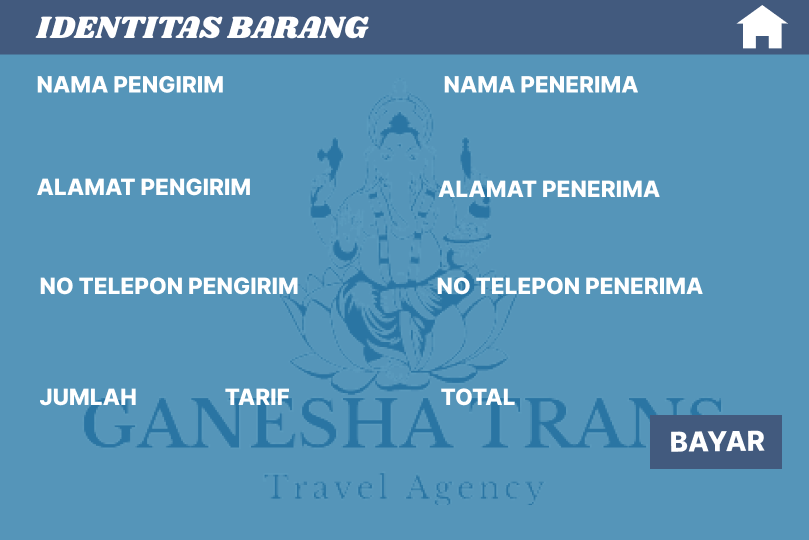 IDENTITAS BARANG
NAMA PENGIRIM
NAMA PENERIMA
ALAMAT PENGIRIM
ALAMAT PENERIMA
NO TELEPON PENGIRIM
NO TELEPON PENERIMA
JUMLAH
TARIF
TOTAL
GANESHA TRANS
BAYAR
Travel Agency